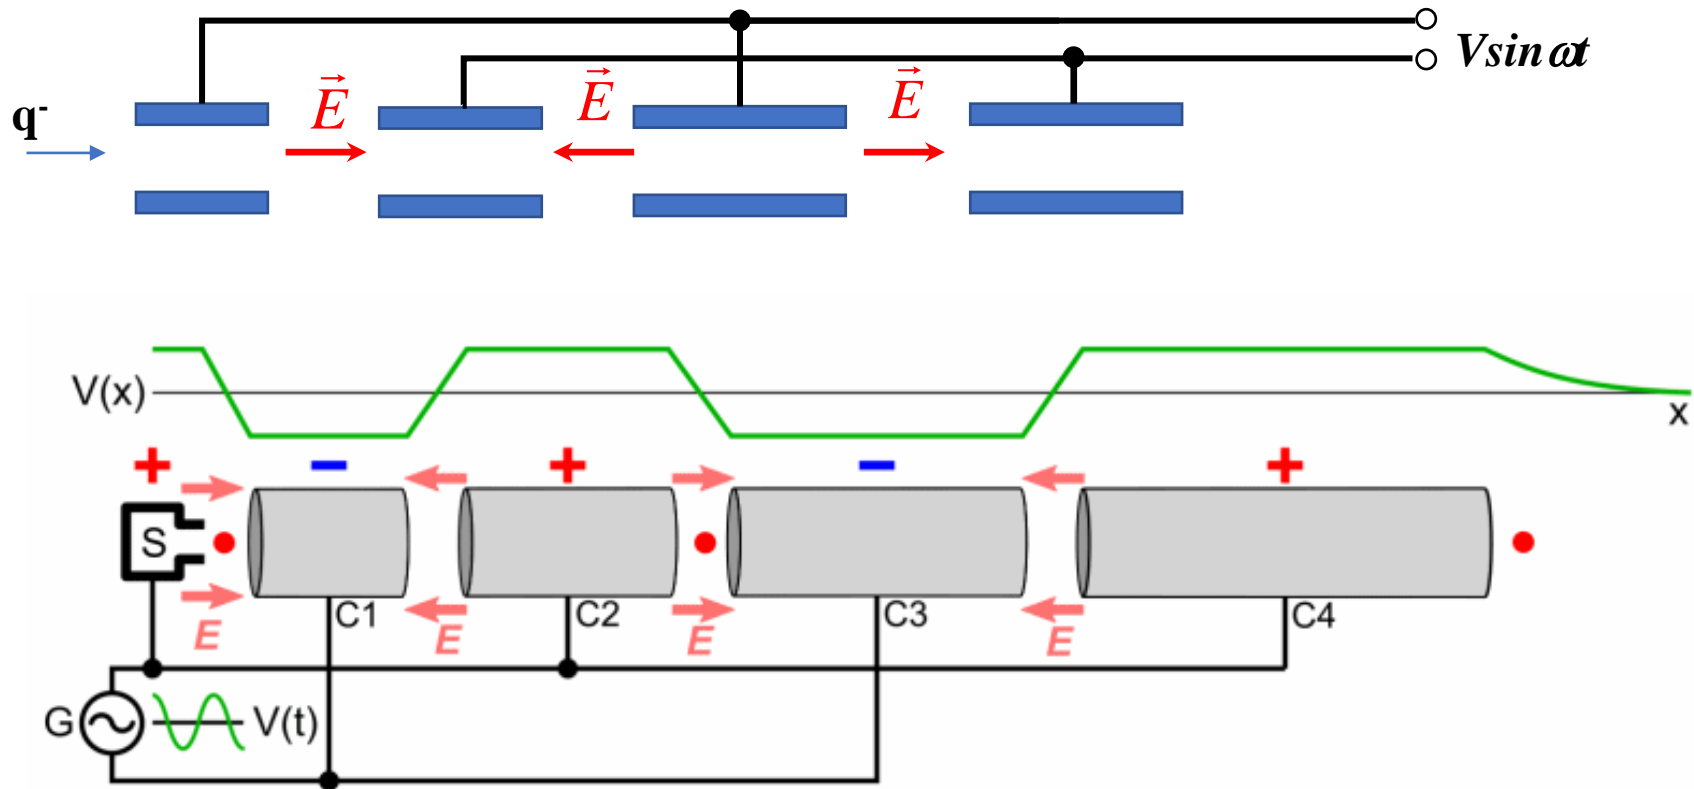 Vsin ωt
q-
E E E
V(x)
x
+ − + − +
S
C1 C2 C3 C4
E E E E
G V(t)